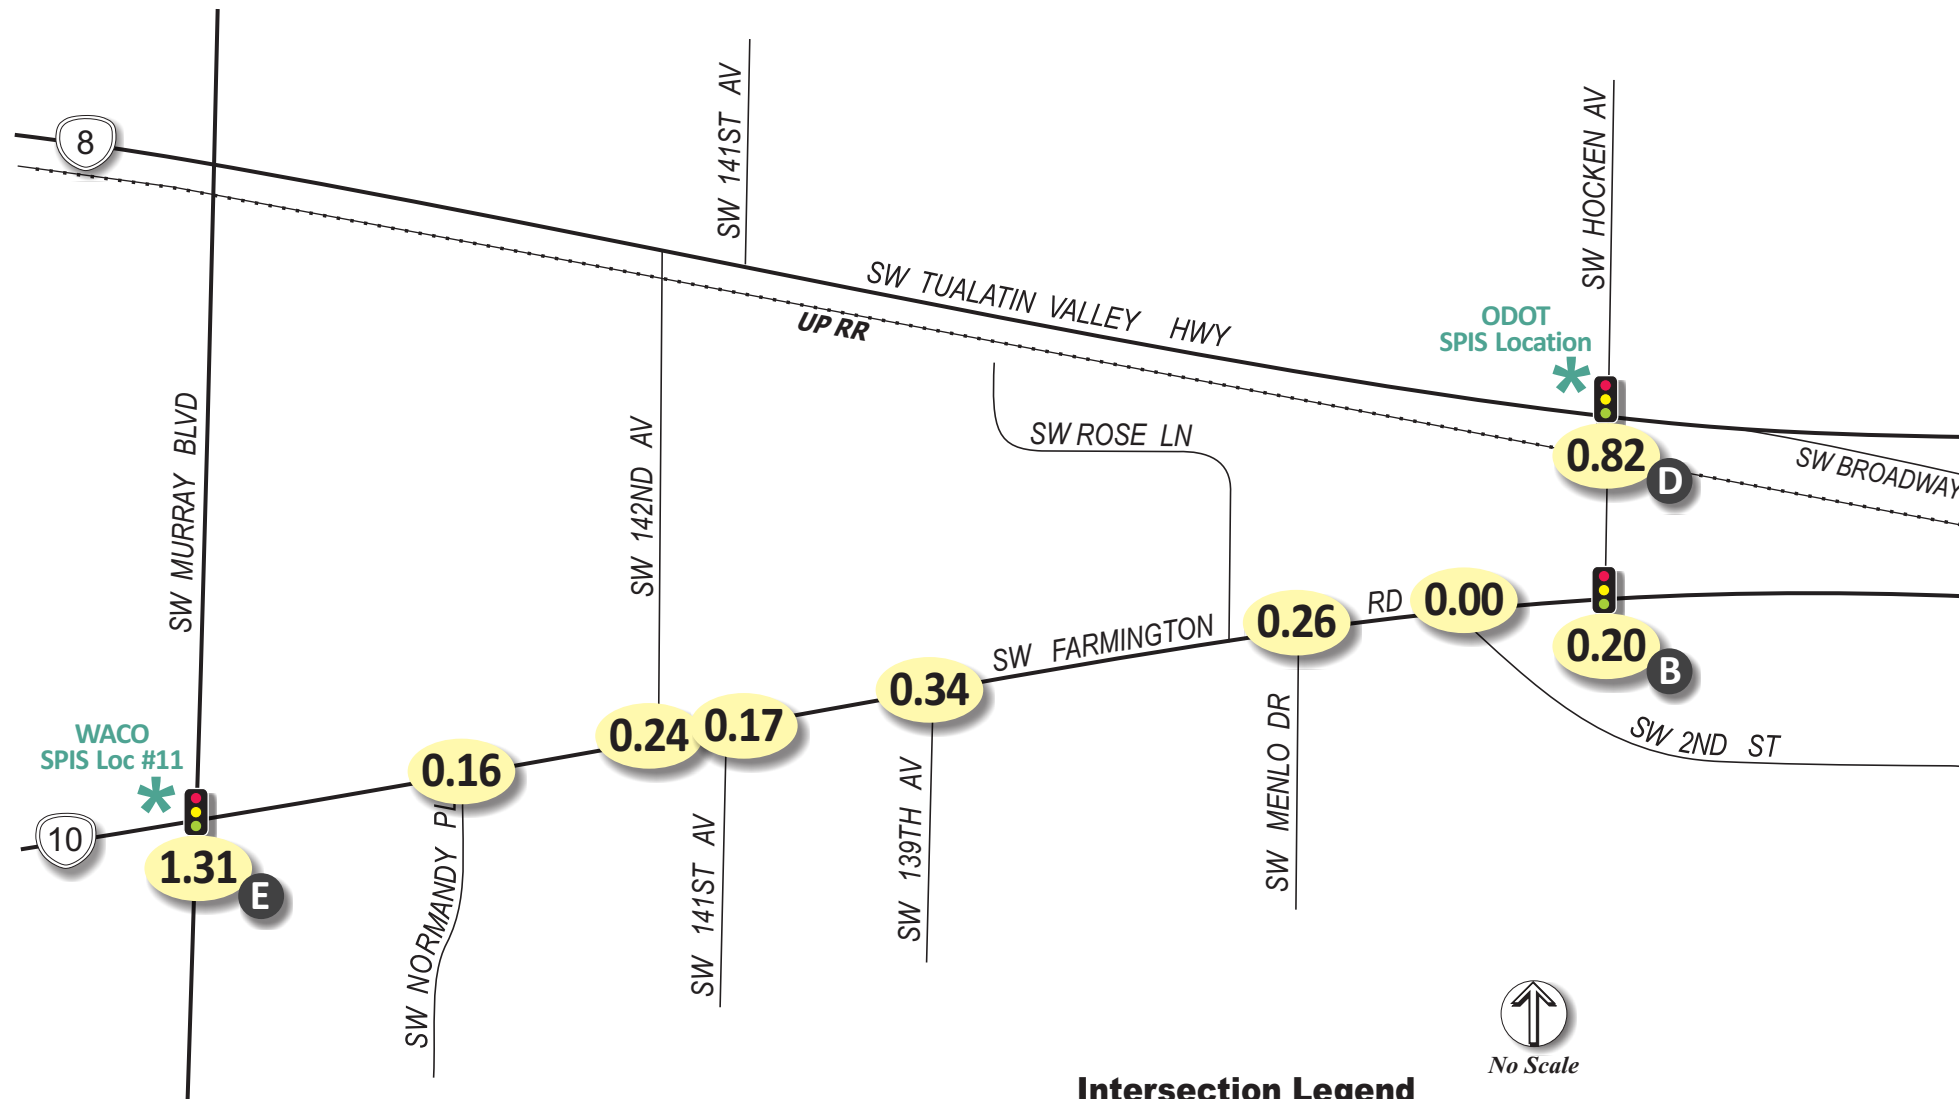 SW 141ST AV
SW HOCKEN AV
8
SW TUALATIN VALLEY HWY
UP RR
ODOT
SPIS Location
SW MURRAY BLVD
SW 142ND AV
SW ROSE LN
0.82
D
SW BROADWAY
SW FARMINGTON RD
0.26
0.00
0.20
B
0.34
0.24
0.17
0.16
WACO
SPIS Loc #11
10
1.31
E
SW NORMANDY PL
SW 141ST AV
SW 139TH AV
SW MENLO DR
SW 2ND ST
No Scale
Intersection Legend